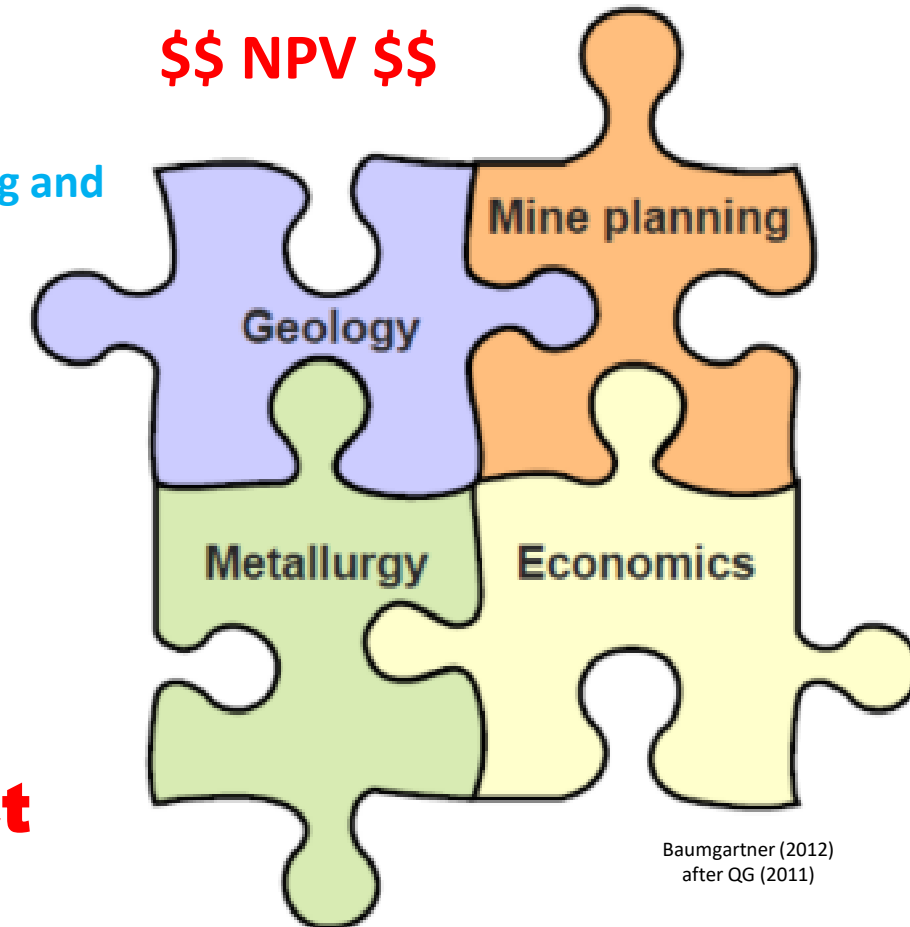 $$ NPV $$
g and
Mine planning
Geology
Metallurgy
Economics
t
Baumgartner (2012)
after QG (2011)